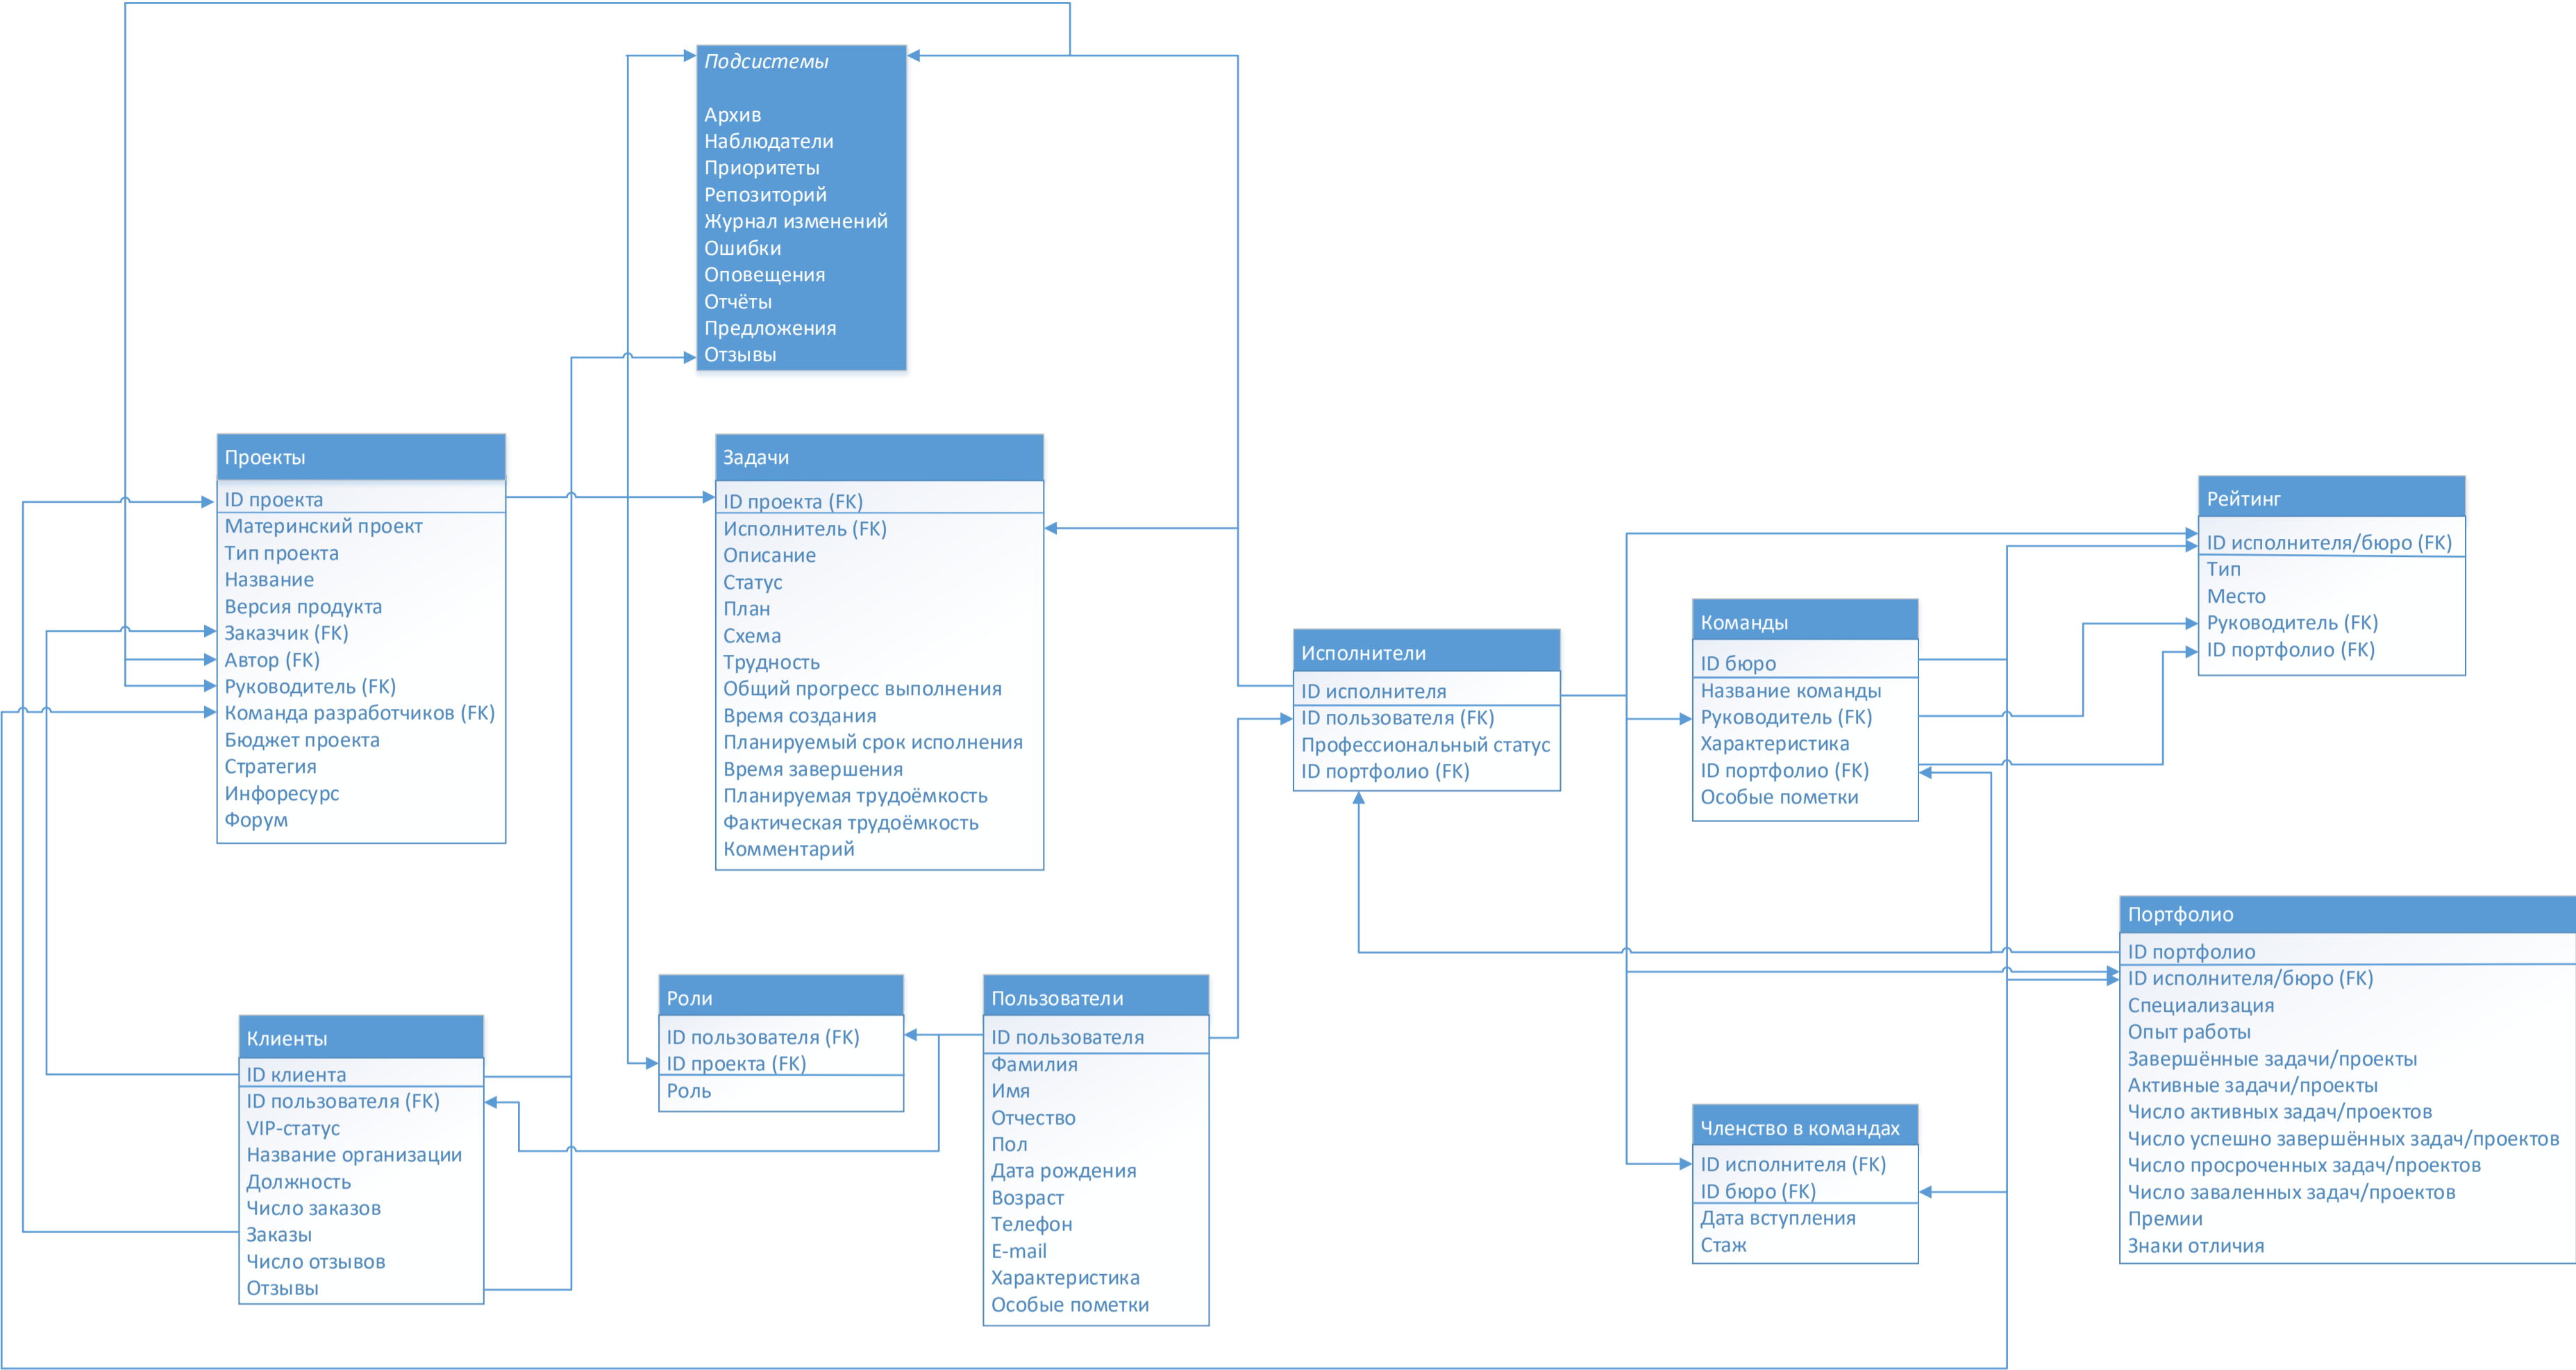 Подсистемы
Архив
Наблюдатели
Приоритеты
Репозиторий
Журнал изменений
Ошибки
Оповещения
Отчёты
Предложения
Отзывы
Проекты
ID проекта
Материнский проект
Тип проекта
Название
Версия продукта
Заказчик (FK)
Автор (FK)
Руководитель (FK)
Команда разработчиков (FK)
Бюджет проекта
Стратегия
Инфоресурс
Форум
Задачи
ID проекта (FK)
Исполнитель (FK)
Описание
Статус
План
Схема
Трудность
Общий прогресс выполнения
Время создания
Планируемый срок исполнения
Время завершения
Планируемая трудоёмкость
Фактическая трудоёмкость
Комментарий
Исполнители
ID исполнителя
ID пользователя (FK)
Профессиональный статус
ID портфолио (FK)
Команды
ID бюро
Название команды
Руководитель (FK)
Характеристика
ID портфолио (FK)
Особые пометки
Рейтинг
ID исполнителя/бюро (FK)
Тип
Место
Руководитель (FK)
ID портфолио (FK)
Клиенты
ID клиента
ID пользователя (FK)
VIP-статус
Название организации
Должность
Число заказов
Заказы
Число отзывов
Отзывы
Роли
ID пользователя (FK)
ID проекта (FK)
Роль
Пользователи
ID пользователя
Фамилия
Имя
Отчество
Пол
Дата рождения
Возраст
Телефон
E-mail
Характеристика
Особые пометки
Членство в командах
ID исполнителя (FK)
ID бюро (FK)
Дата вступления
Стаж
Портфолио
ID портфолио
ID исполнителя/бюро (FK)
Специализация
Опыт работы
Завершённые задачи/проекты
Активные задачи/проекты
Число активных задач/проектов
Число успешно завершённых задач/проектов
Число просроченных задач/проектов
Число заваленных задач/проектов
Премии
Знаки отличия